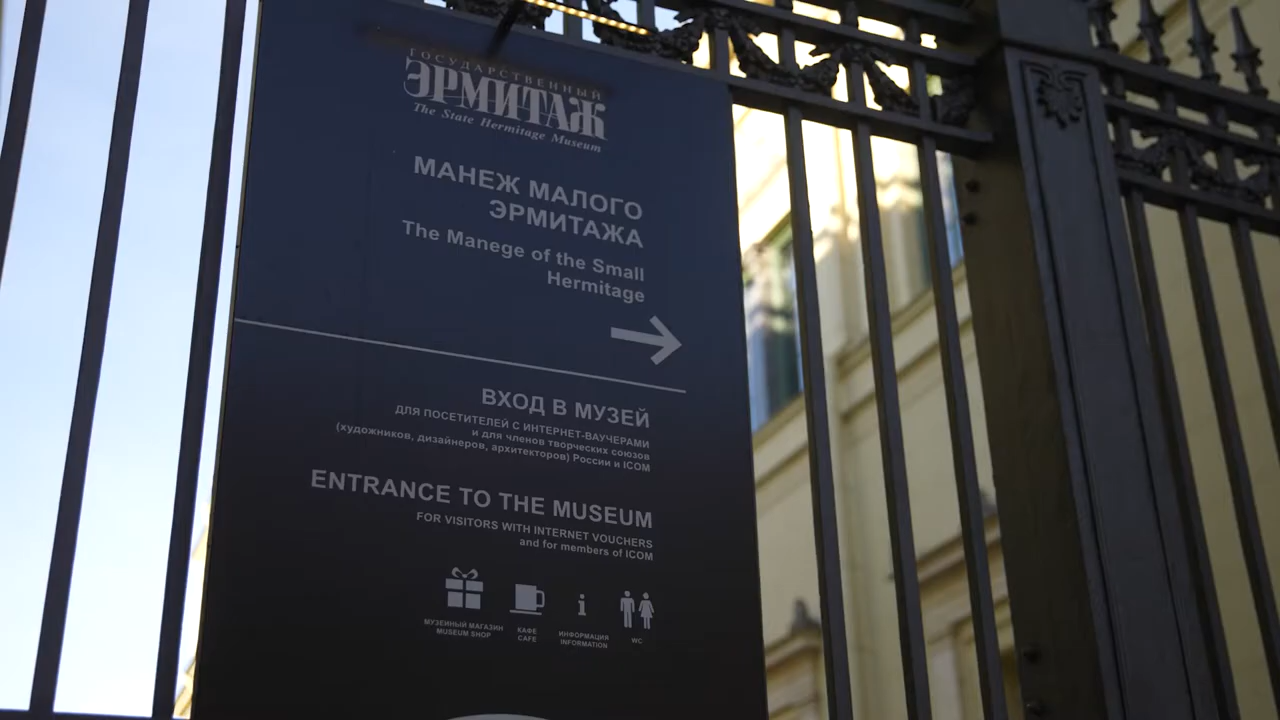 ГОСУДАРСТВЕННЫЙ
ЭРМИТАЖ
The State Hermitage Museum
МАНЕЖ МАЛОГО
ЭРМИТАЖА
The Manege of the Small
Hermitage
ВХОД В МУЗЕЙ
ДЛЯ ПОСЕТИТЕЛЕЙ С ИНТЕРНЕТ-ВАУЧЕРАМИ
и для членов творческих союзов
(художников, дизайнеров, архитекторов) России и ICOM
ENTRANCE TO THE MUSEUM
FOR VISITORS WITH INTERNET VOUCHERS
and for members of ICOM
МУЗЕЙНЫЙ МАГАЗИН
MUSEUM SHOP
КАФЕ
CAFE
ИНФОРМАЦИЯ
INFORMATION
WC